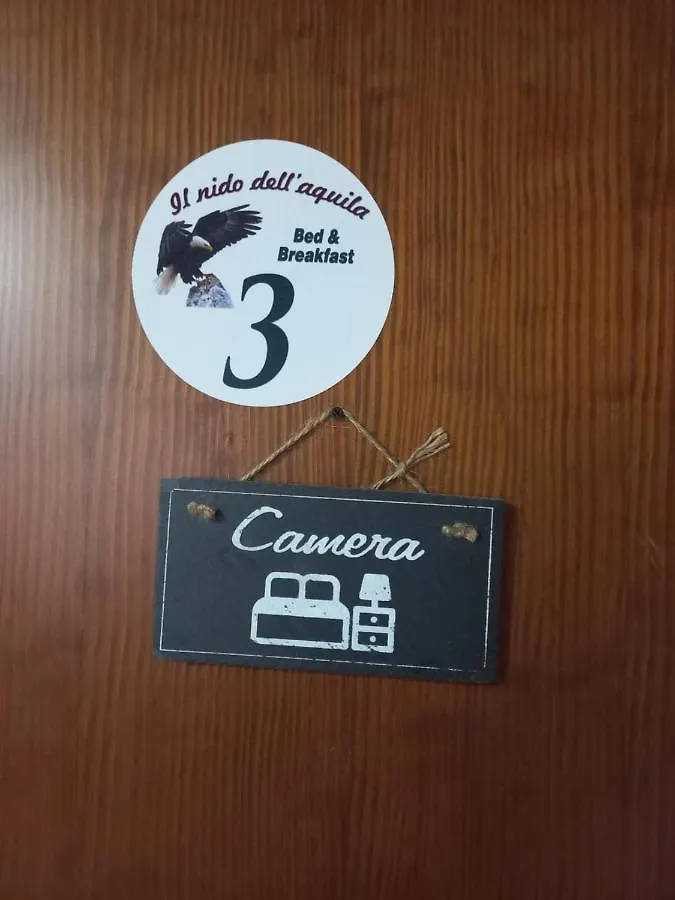 Il nido dell'aquila
Bed &
Breakfast
3
Camera